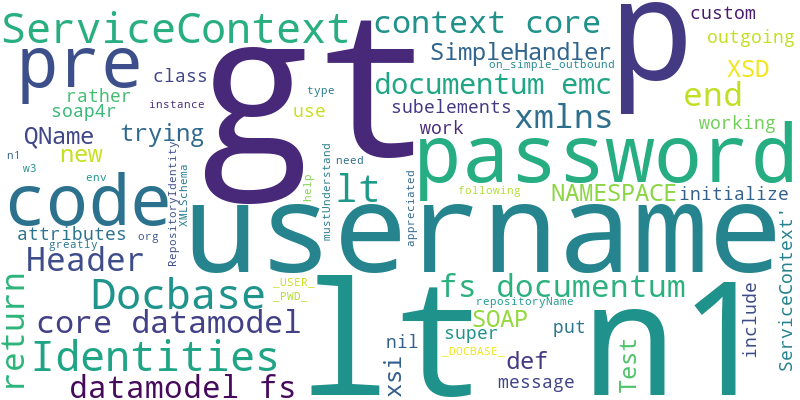 ServiceContext
gt
context core
p
custom
outgoing
pre
SimpleHandler
on_simple_outbound
XSD
class
documentum emc
type
end
rather
instance
subelements
xmlns
soap4r
use
work
working
QName
trying
password
new
n1
w3
env
code
RepositoryIdentity
XMLSchema
help
mustUnderstand
need
lt
appreciated
following
NAMESPACE
initialize
username
attributes
org
greatly
Header
ServiceContext'
return
Docbase
_USER_
_PWD_
lt
fs documentum
repositoryName
n1
include
core datamodel
SOAP
super
put
nil
Identities
xsi
_DOCBASE_
def
Test
datamodel fs
message